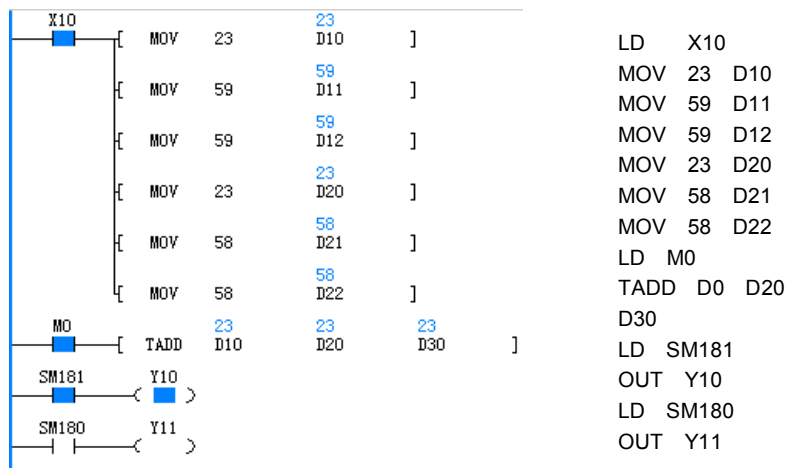 X10 23
[ MOV 23 D10 ]
59
[ MOV 59 D11 ]
59
[ MOV 59 D12 ]
23
[ MOV 23 D20 ]
58
[ MOV 58 D21 ]
58
[ MOV 58 D22 ]
M0 23 23 23
[ TADD D10 D20 D30 ]
SM181 Y10
SM180 Y11
LD X10
MOV 23 D10
MOV 59 D11
MOV 59 D12
MOV 23 D20
MOV 58 D21
MOV 58 D22
LD M0
TADD D0 D20
D30
LD SM181
OUT Y10
LD SM180
OUT Y11